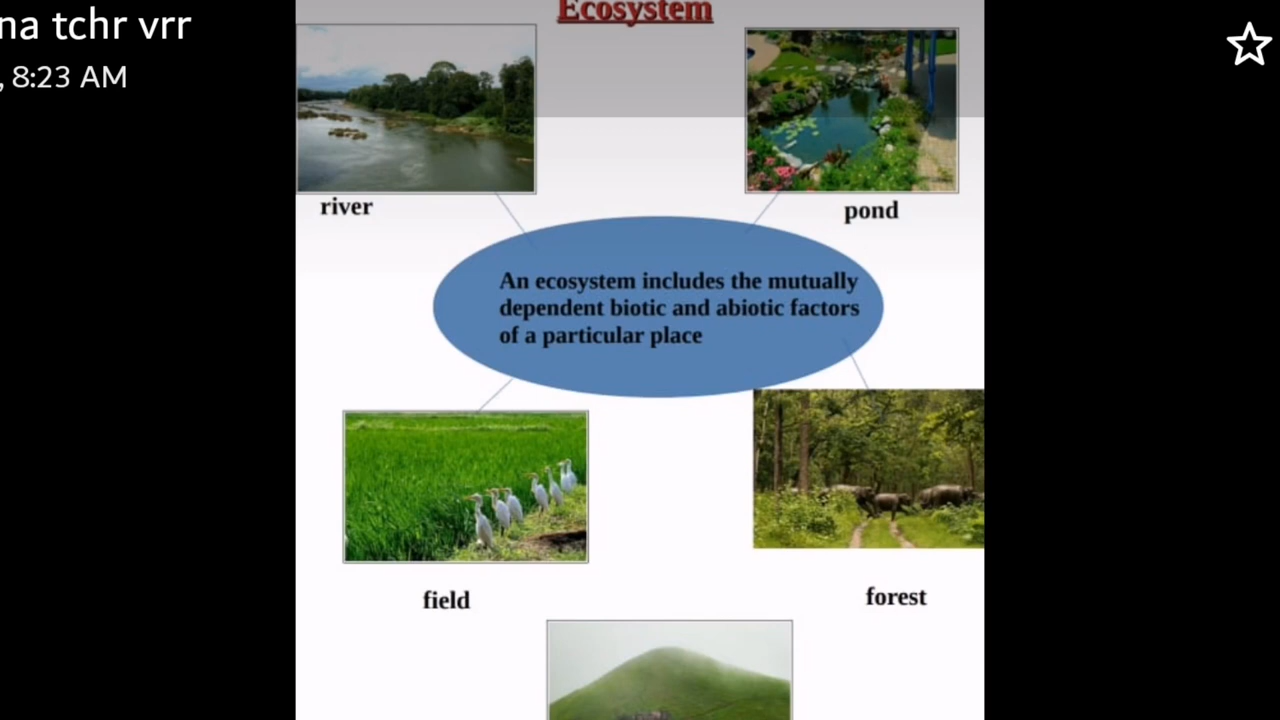 na tchr vrr
, 8:23 AM
Ecosystem
river
pond
An ecosystem includes the mutually
dependent biotic and abiotic factors
of a particular place
field
forest